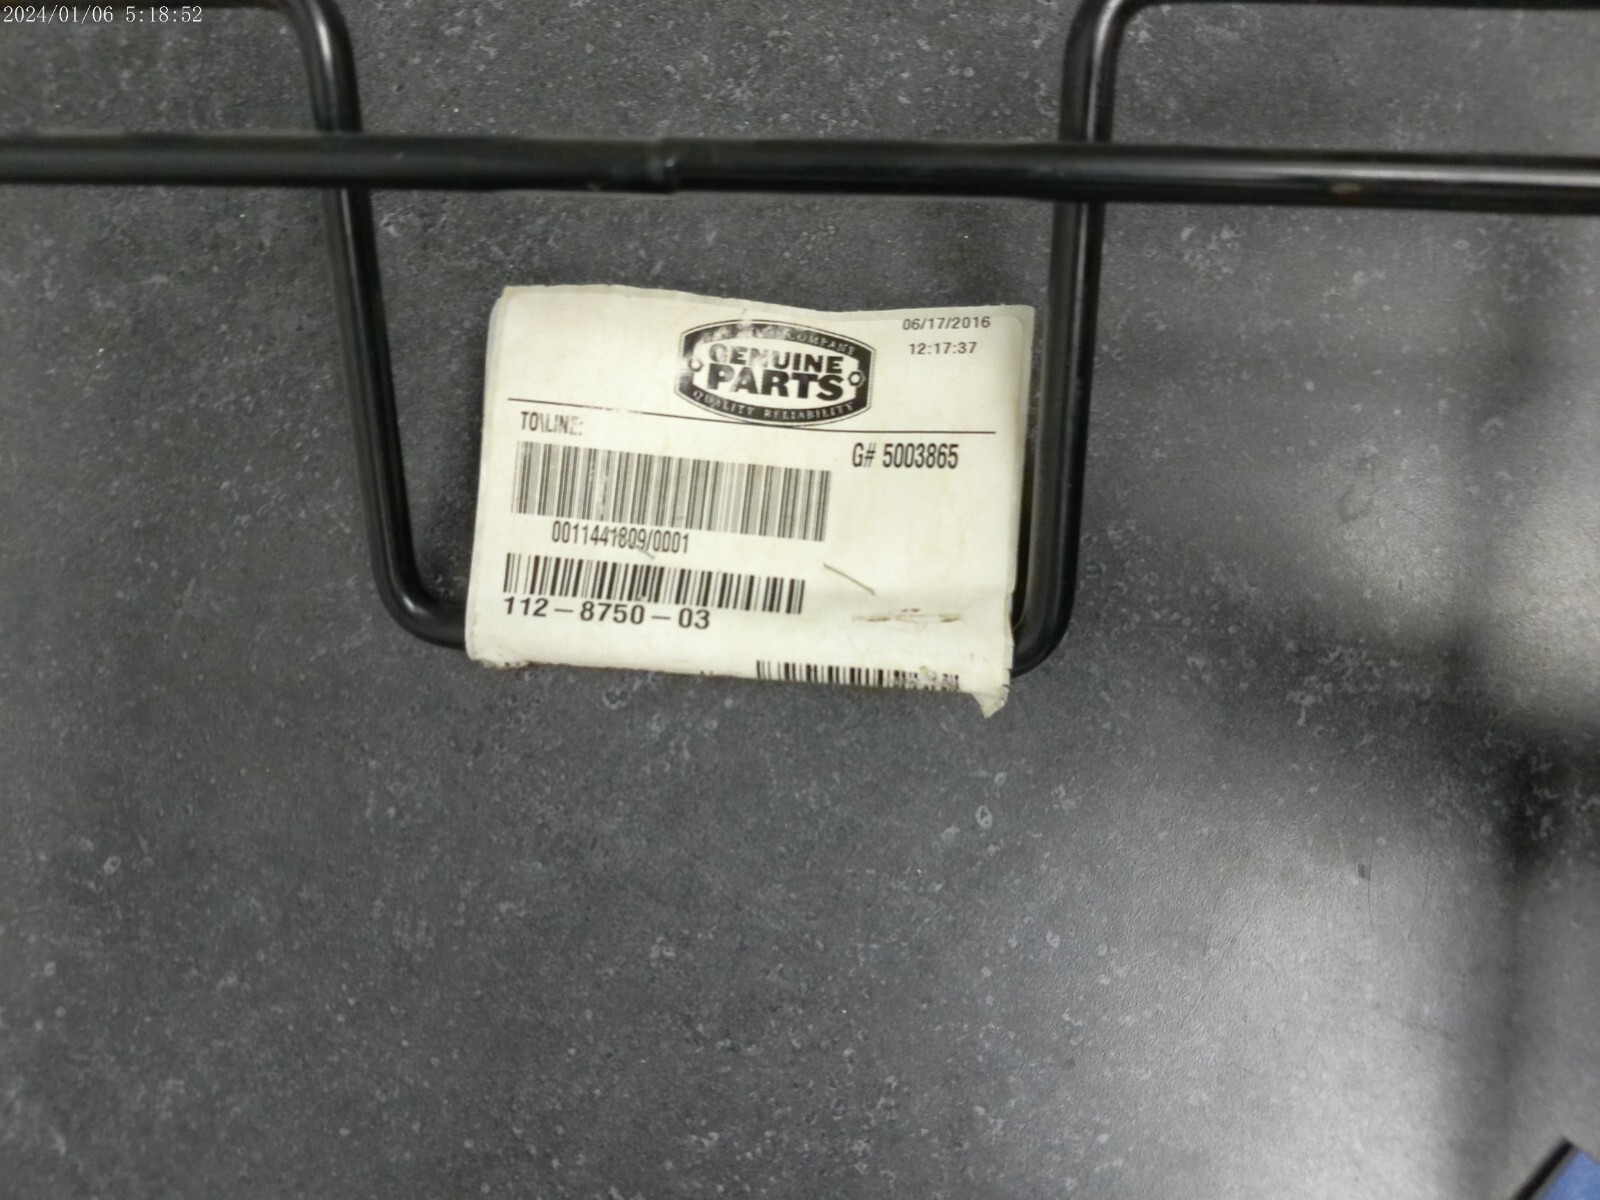 2024/01/06 5:18:52
06/17/2016
12:17:37
COMPANY
GENUINE
PARTS
QUALITY RELIABILITY
TO\LINE:
G# 5003865
0011441809/0001
112-8750-03